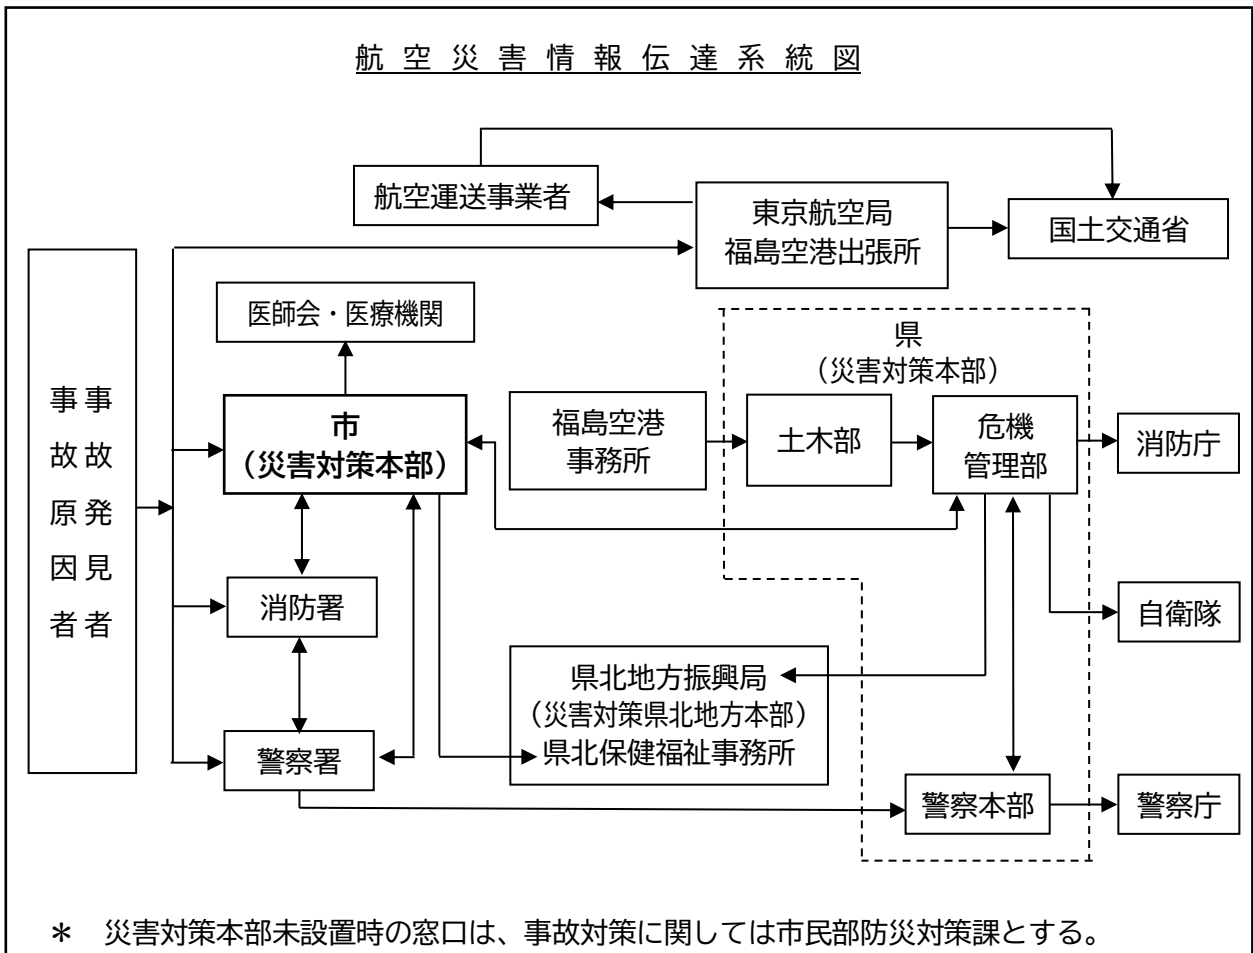 航空災害情報伝達系統図
航空運送事業者
東京航空局
福島空港出張所
国土交通省
医師会・医療機関
県
（災害対策本部）
事故原因者
事故発見者
市
（災害対策本部）
福島空港
事務所
土木部
危機
管理部
消防庁
消防署
自衛隊
県北地方振興局
（災害対策県北地方本部）
県北保健福祉事務所
警察署
警察本部
警察庁
＊　災害対策本部未設置時の窓口は、事故対策に関しては市民部防災対策課とする。